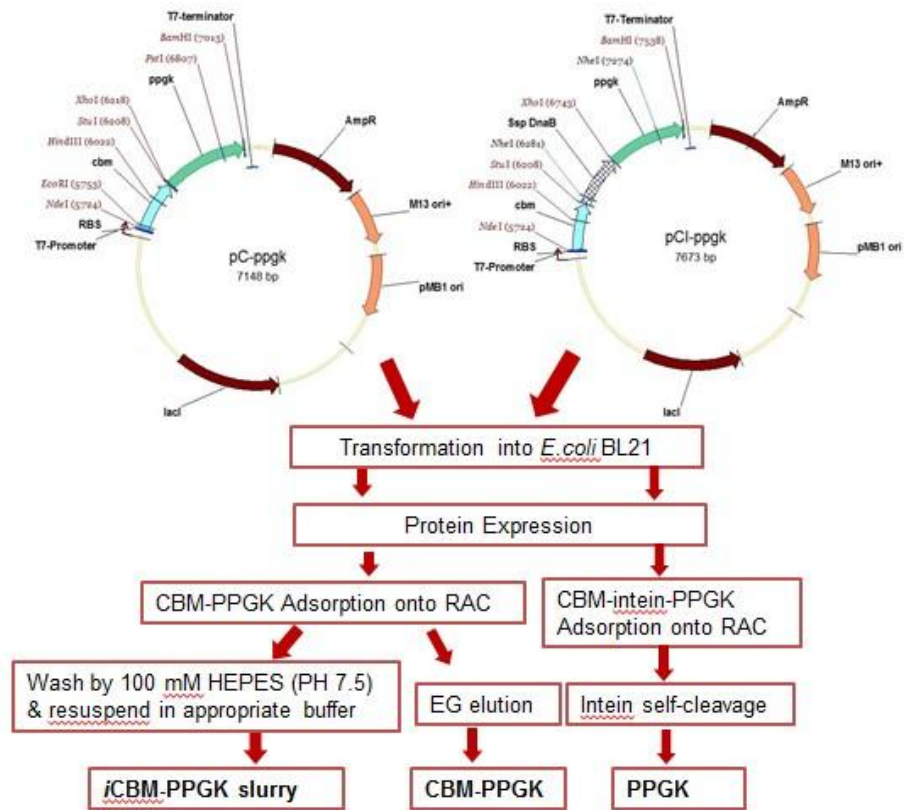 T7-terminator
BamHI (7013)
PstI (6807)
ppgk
XhoI (6218)
StuI (6208)
HindIII (6022)
cbm
EcoRI (5753)
NdeI (5724)
RBS
T7-Promoter
AmpR
M13 ori+
pMB1 ori
lacI
pC-ppgk
7148 bp
T7-Terminator
BamHI (7538)
NheI (7274)
ppgk
XhoI (6743)
Ssp DnaB
NheI (6281)
StuI (6208)
HindIII (6022)
cbm
NdeI (5724)
RBS
T7-Promoter
AmpR
M13 ori+
pMB1 ori
lacI
pCI-ppgk
7673 bp
Transformation into E.coli BL21
Protein Expression
CBM-PPGK Adsorption onto RAC
CBM-intein-PPGK
Adsorption onto RAC
Wash by 100 mM HEPES (PH 7.5)
& resuspend in appropriate buffer
EG elution
Intein self-cleavage
iCBM-PPGK slurry
CBM-PPGK
PPGK